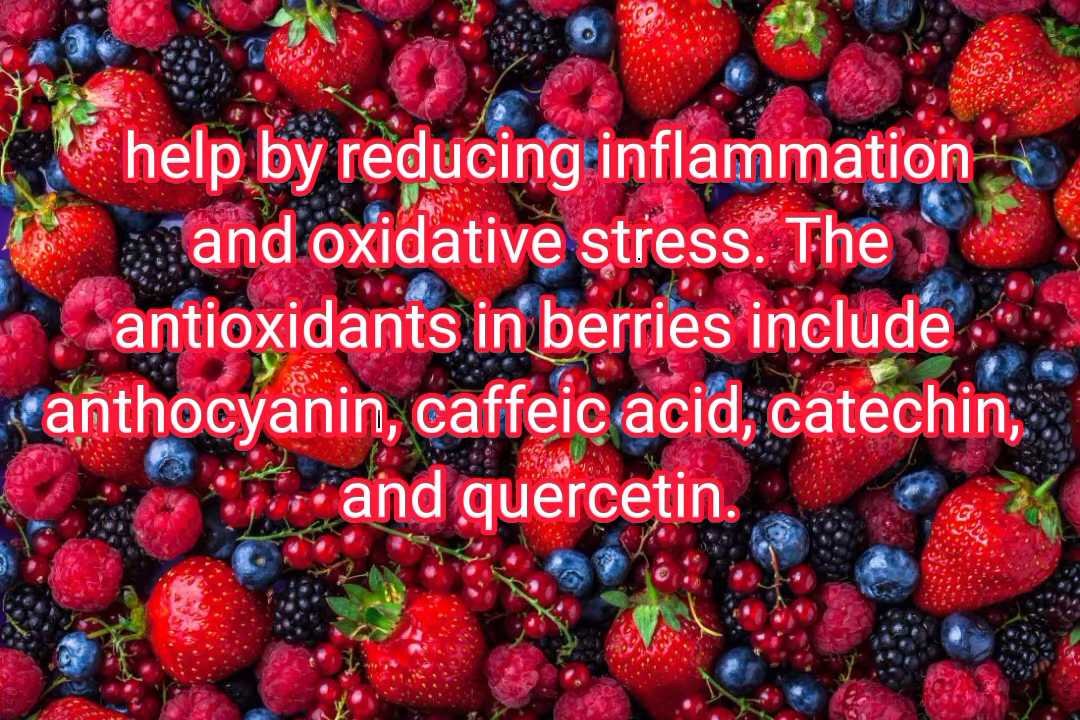 help by reducing inflammation
and oxidative stress. The
antioxidants in berries include
anthocyanin, caffeic acid, catechin,
and quercetin.